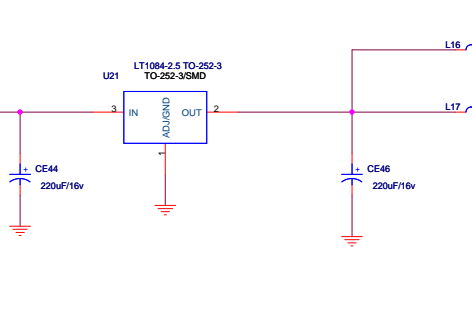 L16
LT1084-2.5 TO-252-3
U21
TO-252-3/SMD
3
IN
ADJ/GND
OUT
2
L17
1
+
CE44
220uF/16v
+
CE46
220uF/16v